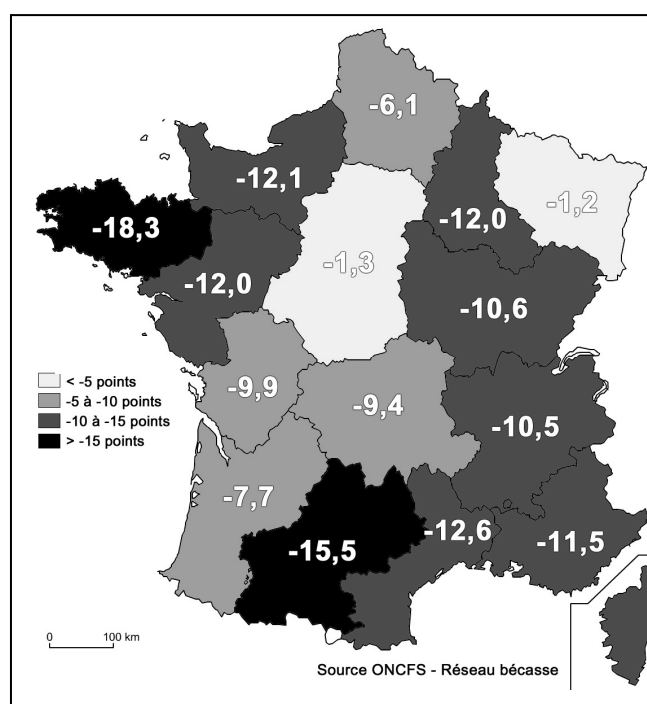 -6,1
-12,1
-1,2
-18,3
-12,0
-1,3
-12,0
-10,6
< -5 points
-5 à -10 points
-10 à -15 points
> -15 points
-9,9
-9,4
-10,5
-7,7
-12,6
-11,5
-15,5
0 100 km
Source ONCFS - Réseau bécasse